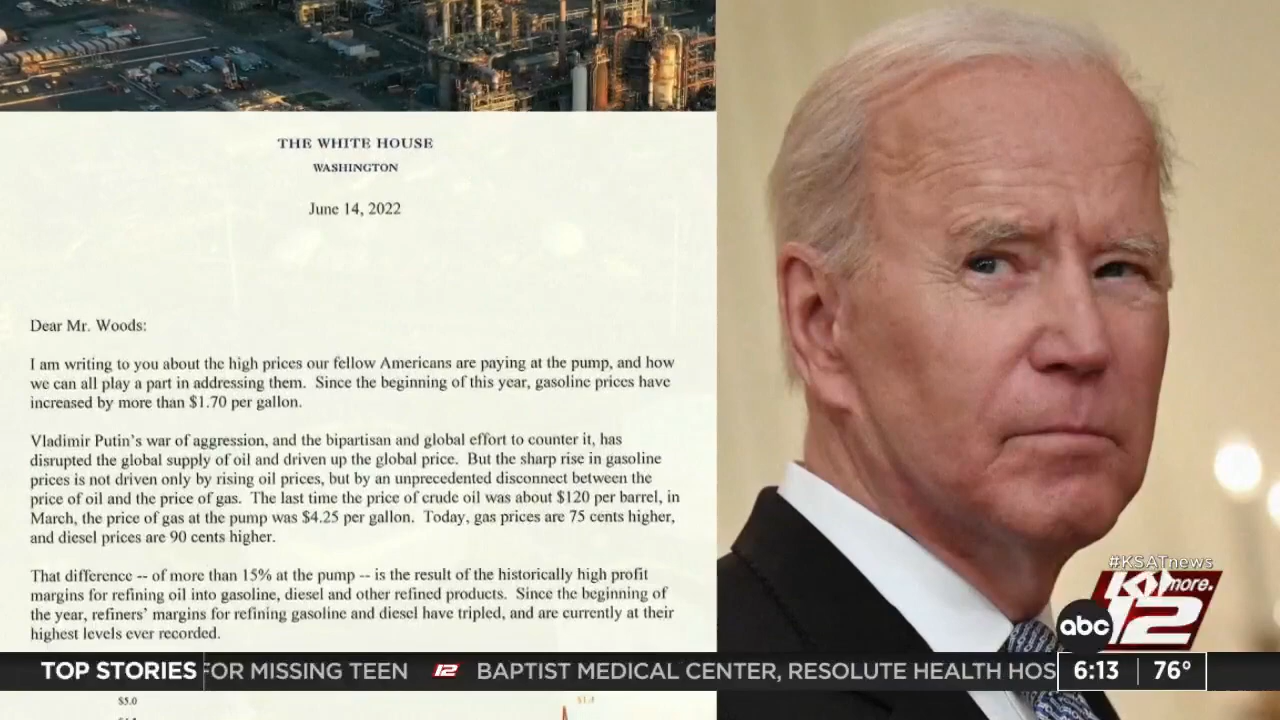 THE WHITE HOUSE
WASHINGTON
June 14, 2022
Dear Mr. Woods:
I am writing to you about the high prices our fellow Americans are paying at the pump, and how
we can all play a part in addressing them.  Since the beginning of this year, gasoline prices have
increased by more than $1.70 per gallon.
Vladimir Putin's war of aggression, and the bipartisan and global effort to counter it, has
disrupted the global supply of oil and driven up the global price.  But the sharp rise in gasoline
prices is not driven only by rising oil prices, but by an unprecedented disconnect between the
price of oil and the price of gas.  The last time the price of crude oil was about $120 per barrel, in
March, the price of gas at the pump was $4.25 per gallon.  Today, gas prices are 75 cents higher,
and diesel prices are 90 cents higher.
That difference -- of more than 15% at the pump -- is the result of the historically high profit
margins for refining oil into gasoline, diesel and other refined products.  Since the beginning of
the year, refiners' margins for refining gasoline and diesel have tripled, and are currently at their
highest levels ever recorded.
#KSATnews
more.
abc 12
TOP STORIES FOR MISSING TEEN 12 BAPTIST MEDICAL CENTER, RESOLUTE HEALTH HOS 6:13 76°
$5.0